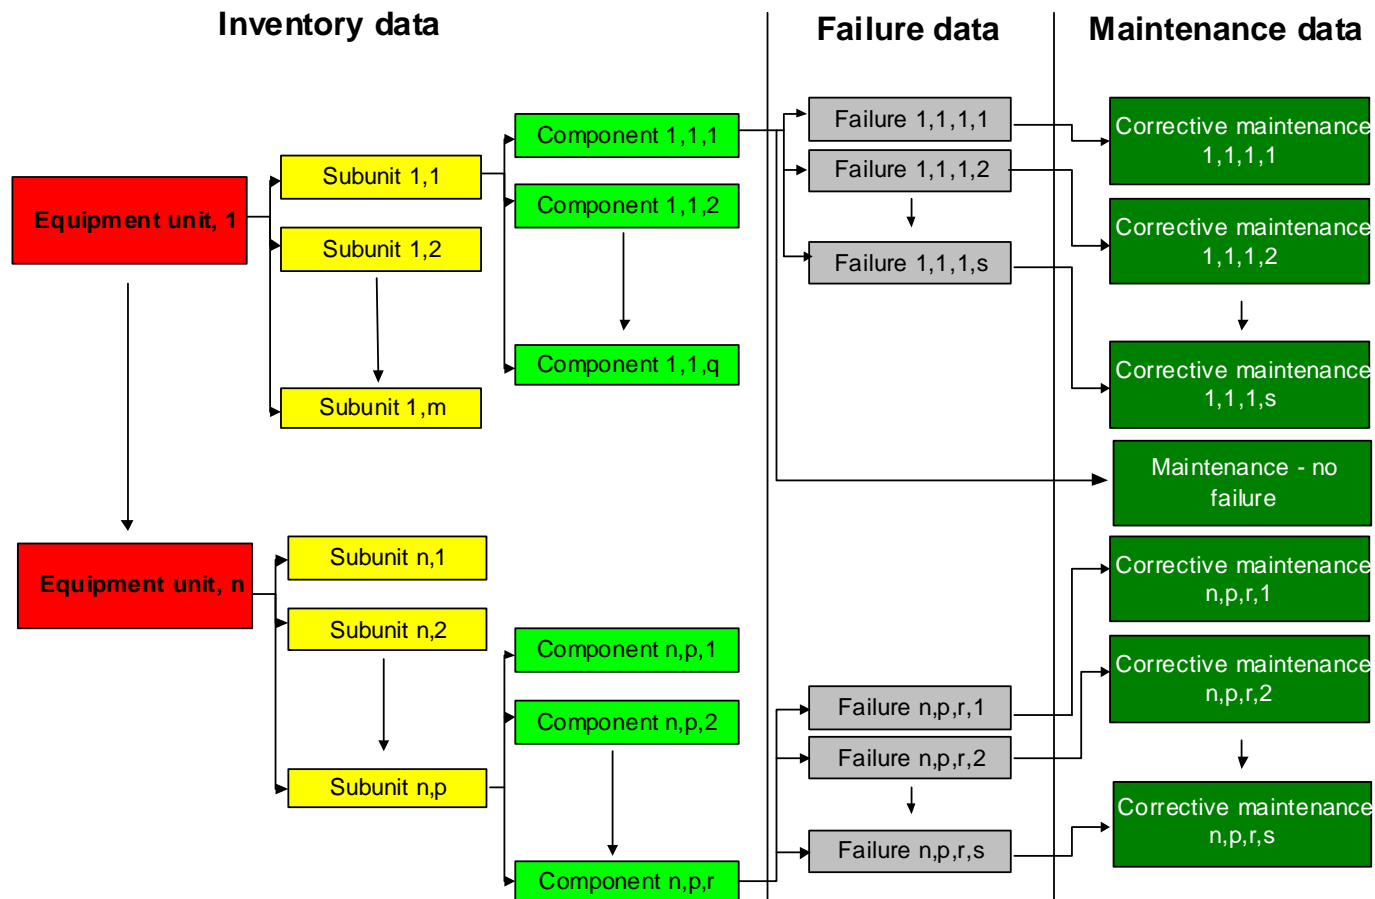 Inventory data
Failure data
Maintenance data
Equipment unit, 1
Subunit 1,1
Subunit 1,2
Subunit 1,m
Component 1,1,1
Component 1,1,2
Component 1,1,q
Failure 1,1,1,1
Failure 1,1,1,2
Failure 1,1,1,s
Corrective maintenance
1,1,1,1
Corrective maintenance
1,1,1,2
Corrective maintenance
1,1,1,s
Maintenance - no
failure
Equipment unit, n
Subunit n,1
Subunit n,2
Subunit n,p
Component n,p,1
Component n,p,2
Component n,p,r
Failure n,p,r,1
Failure n,p,r,2
Failure n,p,r,s
Corrective maintenance
n,p,r,1
Corrective maintenance
n,p,r,2
Corrective maintenance
n,p,r,s